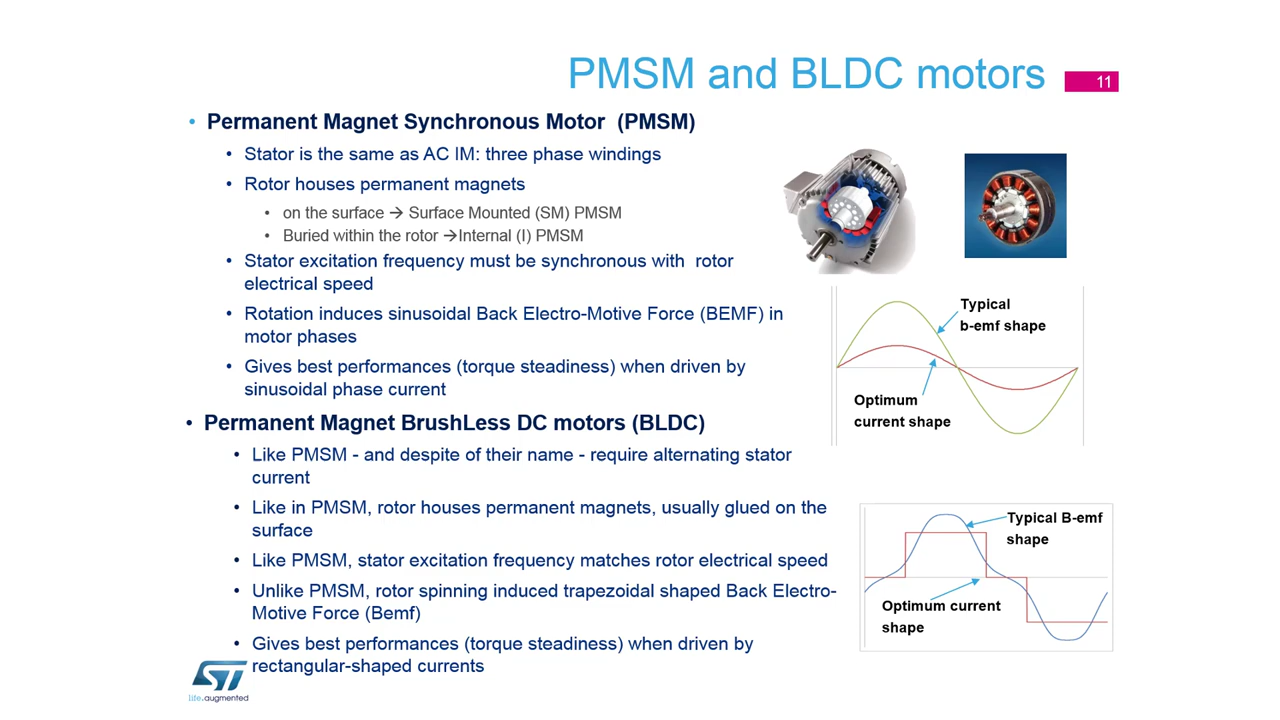 PMSM and BLDC motors
11
• Permanent Magnet Synchronous Motor (PMSM)
• Stator is the same as AC IM: three phase windings
• Rotor houses permanent magnets
• on the surface → Surface Mounted (SM) PMSM
• Buried within the rotor →Internal (I) PMSM
• Stator excitation frequency must be synchronous with rotor
electrical speed
• Rotation induces sinusoidal Back Electro-Motive Force (BEMF) in
motor phases
• Gives best performances (torque steadiness) when driven by
sinusoidal phase current
Typical
b-emf shape
Optimum
current shape
• Permanent Magnet BrushLess DC motors (BLDC)
• Like PMSM - and despite of their name - require alternating stator
current
• Like in PMSM, rotor houses permanent magnets, usually glued on the
surface
• Like PMSM, stator excitation frequency matches rotor electrical speed
• Unlike PMSM, rotor spinning induced trapezoidal shaped Back Electro-
Motive Force (Bemf)
• Gives best performances (torque steadiness) when driven by
rectangular-shaped currents
Typical B-emf
shape
Optimum current
shape
ST
life.augmented